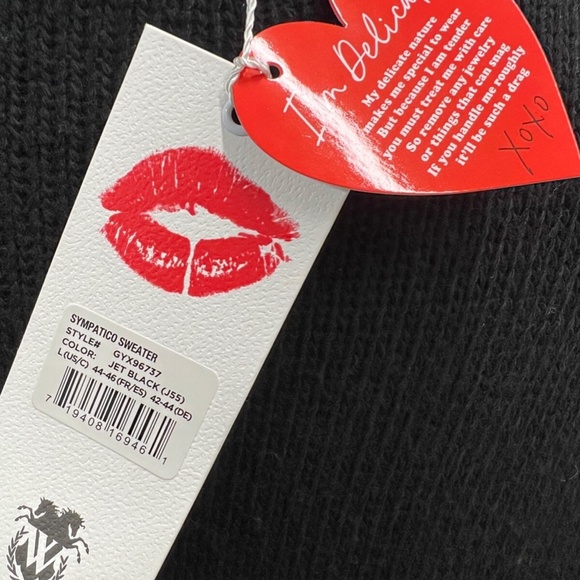 I'm Delica
My delicate nature
makes me special to wear
But because I am tender
you must treat me with care
So remove any jewelry
or things that can snag
If you handle me roughly
it'll be such a drag
XOXO
SYMPATICO SWEATER
STYLE# GYX96737
COLOR: JET BLACK (J55)
L(US/C) 44-46(FR/ES) 42-44(DE)
7 19408 16946 1
W